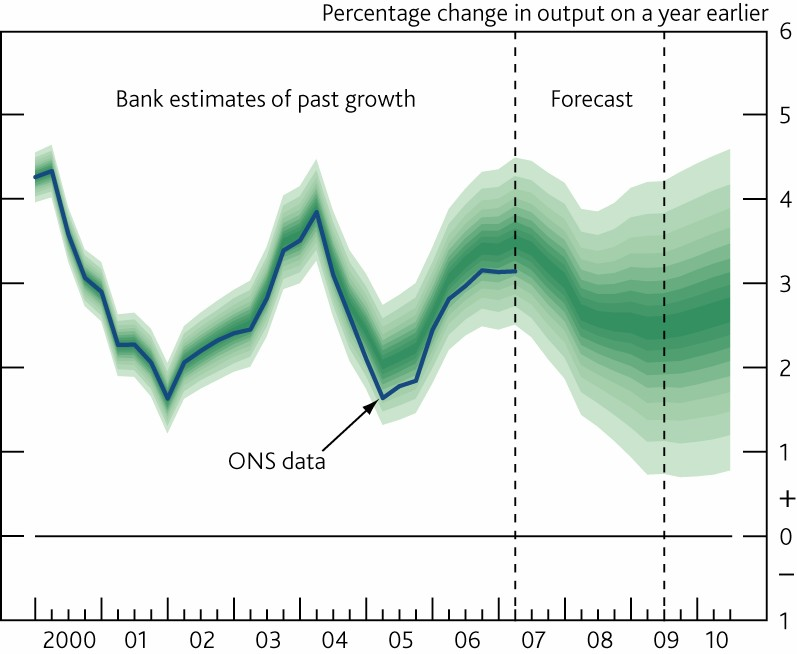 Percentage change in output on a year earlier
6
Bank estimates of past growth
Forecast
5
4
3
2
ONS data
1
+
0
–
1
2000 01 02 03 04 05 06 07 08 09 10